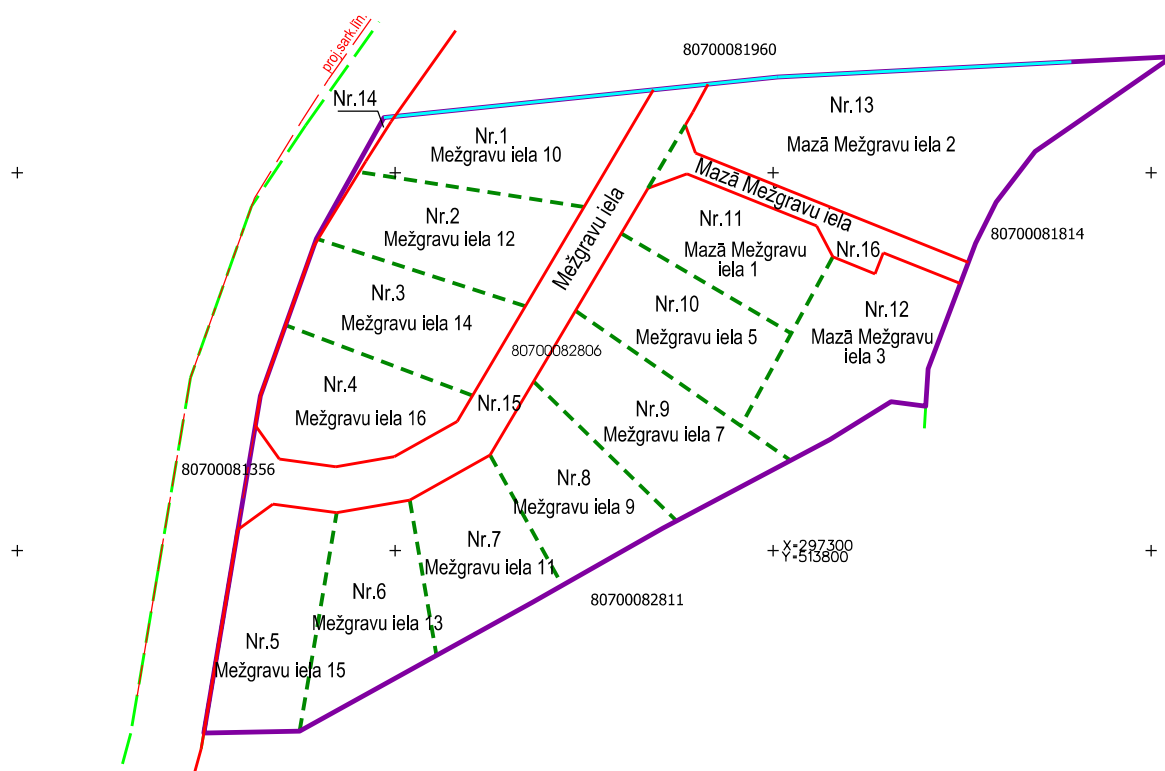 proj.sark.līn.
80700081960
Nr.14
Nr.13
Mazā Mežgravu iela 2
Nr.1
Mežgravu iela 10
Mazā Mežgravu iela
Nr.2
Mežgravu iela 12
Mežgravu iela
Nr.11
Mazā Mežgravu
iela 1
Nr.16
80700081814
Nr.3
Mežgravu iela 14
Nr.10
Mežgravu iela 5
Nr.12
Mazā Mežgravu
iela 3
80700082806
Nr.4
Mežgravu iela 16
Nr.15
Nr.9
Mežgravu iela 7
80700081356
Nr.8
Mežgravu iela 9
Nr.7
Mežgravu iela 11
X=297300
Y=513800
Nr.6
Mežgravu iela 13
80700082811
Nr.5
Mežgravu iela 15